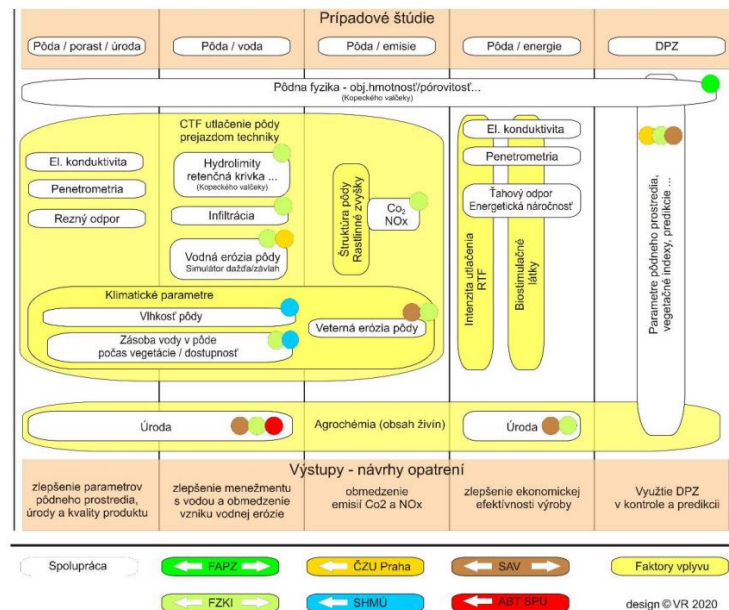 Prípadové štúdie
Pôda / porast / úroda
Pôda / voda
Pôda / emisie
Pôda / energie
DPZ
Pôdna fyzika - obj.hmotnosť/pórovitosť...
(Kopeckého valčeky)
CTF utlačenie pôdy
prejazdom techniky
El. konduktivita
Penetrometria
Rezný odpor
Hydrolimity
retenčná krivka ...
(Kopeckého valčeky)
Infiltrácia
Vodná erózia pôdy
Simulátor dažďa/závlah
Štruktúra pôdy
Rastlinné zvyšky
Co2
NOx
El. konduktivita
Penetrometria
Ťahový odpor
Energetická náročnosť
Intenzita utlačenia
RTF
Biostimulačné
látky
Parametre pôdneho prostredia,
vegetačné indexy, predikcie ...
Klimatické parametre
Vlhkosť pôdy
Zásoba vody v pôde
počas vegetácie / dostupnosť
Veterná erózia pôdy
Úroda
Agrochémia (obsah živín)
Úroda
Výstupy - návrhy opatrení
zlepšenie parametrov
pôdneho prostredia,
úrody a kvality produktu
zlepšenie menežmentu
s vodou a obmedzenie
vzniku vodnej erózie
obmedzenie
emisií Co2 a NOx
zlepšenie ekonomickej
efektívnosti výroby
Využtie DPZ
v kontrole a predikcii
Spolupráca
FAPZ
ČZU Praha
SAV
Faktory vplyvu
FZKI
SHMÚ
ABT SPU
design © VR 2020